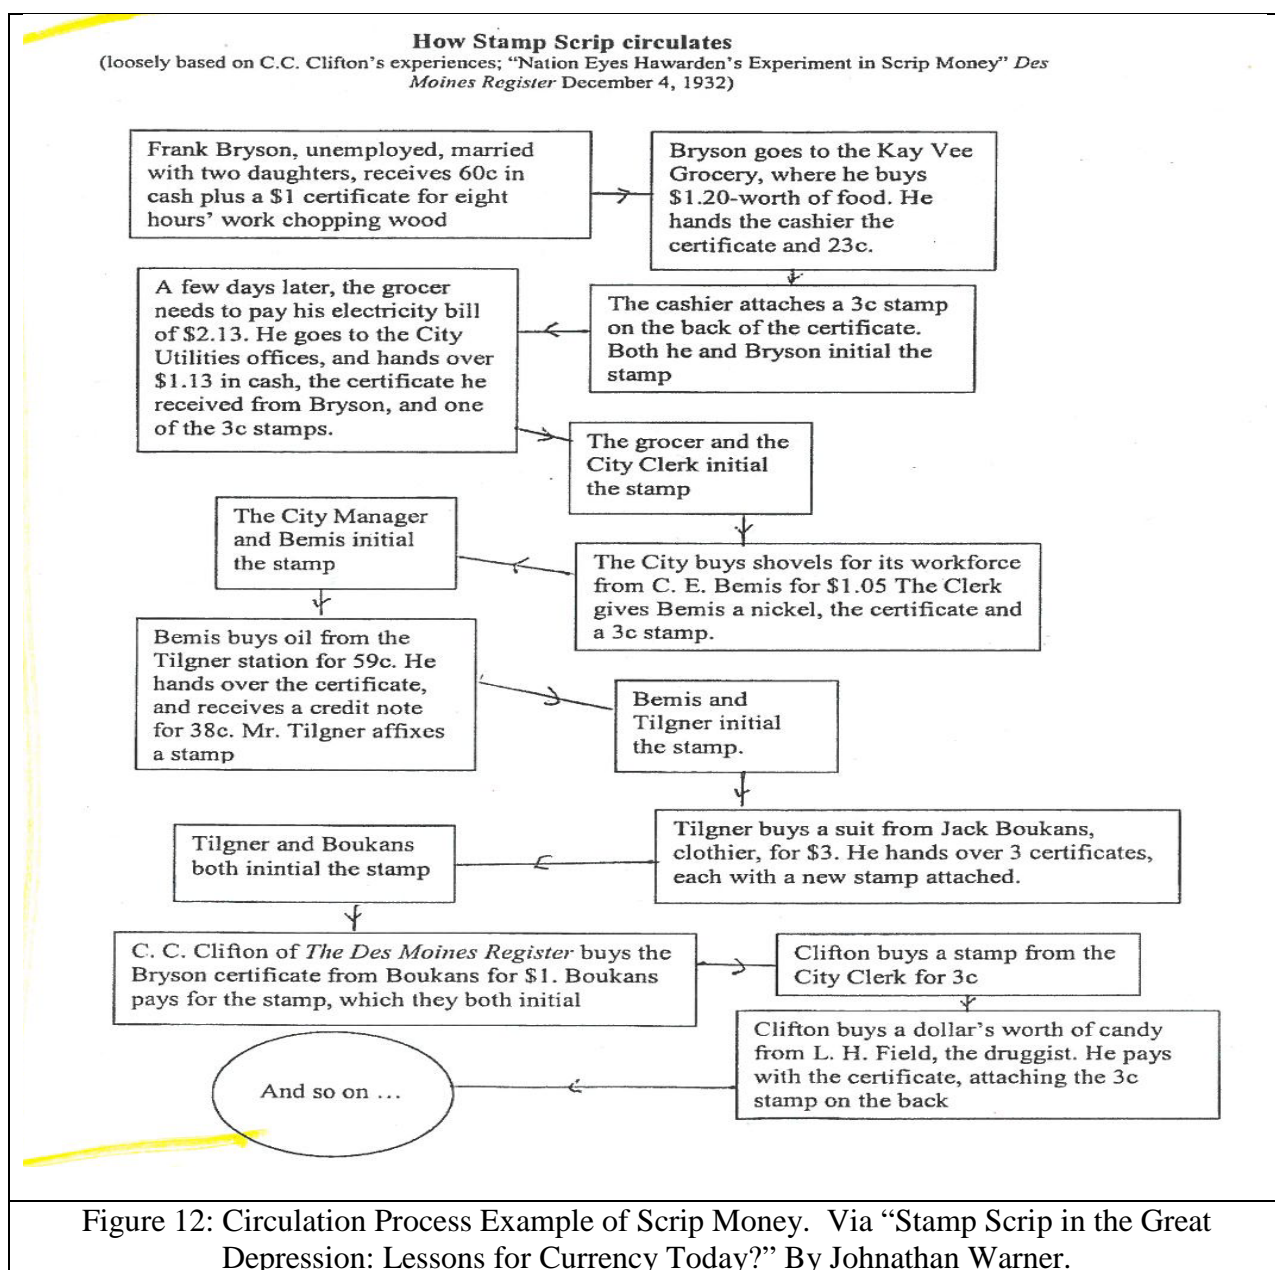 How Stamp Scrip circulates
(loosely based on C.C. Clifton's experiences; “Nation Eyes Hawarden's Experiment in Scrip Money” Des
Moines Register December 4, 1932)
Frank Bryson, unemployed, married
with two daughters, receives 60c in
cash plus a $1 certificate for eight
hours' work chopping wood
Bryson goes to the Kay Vee
Grocery, where he buys
$1.20-worth of food. He
hands the cashier the
certificate and 23c.
The cashier attaches a 3c stamp
on the back of the certificate.
Both he and Bryson initial the
stamp
A few days later, the grocer
needs to pay his electricity bill
of $2.13. He goes to the City
Utilities offices, and hands over
$1.13 in cash, the certificate he
received from Bryson, and one
of the 3c stamps.
The grocer and the
City Clerk initial
the stamp
The City buys shovels for its workforce
from C. E. Bemis for $1.05 The Clerk
gives Bemis a nickel, the certificate and
a 3c stamp.
The City Manager
and Bemis initial
the stamp
Bemis buys oil from the
Tilgner station for 59c. He
hands over the certificate,
and receives a credit note
for 38c. Mr. Tilgner affixes
a stamp
Bemis and
Tilgner initial
the stamp.
Tilgner buys a suit from Jack Boukans,
clothier, for $3. He hands over 3 certificates,
each with a new stamp attached.
Tilgner and Boukans
both inintial the stamp
C. C. Clifton of The Des Moines Register buys the
Bryson certificate from Boukans for $1. Boukans
pays for the stamp, which they both initial
Clifton buys a stamp from the
City Clerk for 3c
Clifton buys a dollar's worth of candy
from L. H. Field, the druggist. He pays
with the certificate, attaching the 3c
stamp on the back
And so on …
Figure 12: Circulation Process Example of Scrip Money.  Via “Stamp Scrip in the Great
Depression: Lessons for Currency Today?” By Johnathan Warner.